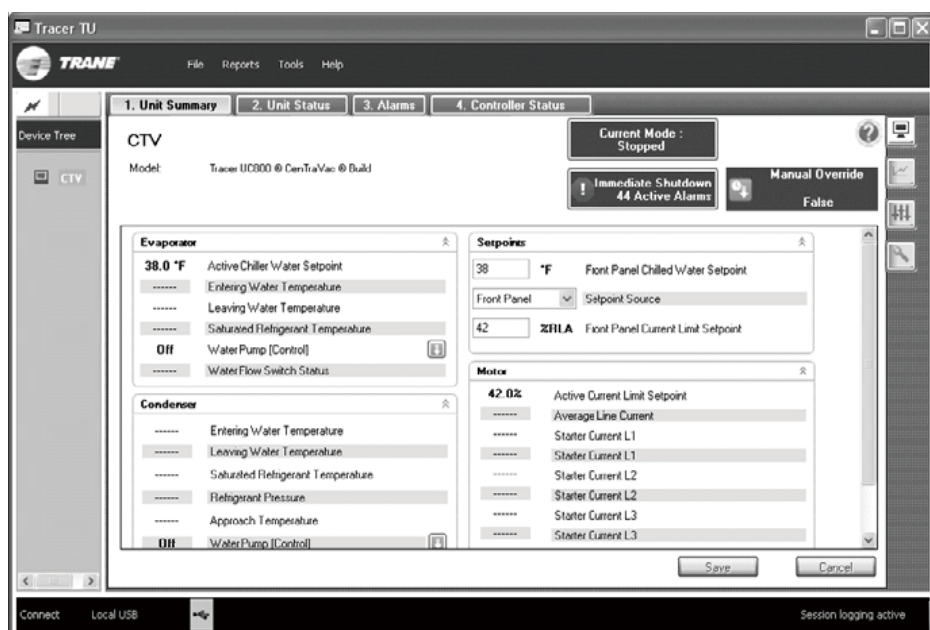 Tracer TU
TRANE
File Reports Tools Help
1. Unit Summary 2. Unit Status 3. Alarms 4. Controller Status
Device Tree
CTV
CTV
Model: Tracer UC800 ® CenTraVac ® Build
Current Mode :
Stopped
Immediate Shutdown
44 Active Alarms
Manual Override
False
Evaporator
38.0 °F Active Chiller Water Setpoint
------ Entering Water Temperature
------ Leaving Water Temperature
------ Saturated Refrigerant Temperature
Off Water Pump [Control]
------ Water Flow Switch Status
Condenser
------ Entering Water Temperature
------ Leaving Water Temperature
------ Saturated Refrigerant Temperature
------ Refrigerant Pressure
------ Approach Temperature
Off Water Pump [Control]
Setpoints
38 °F Front Panel Chilled Water Setpoint
Front Panel Setpoint Source
42 %RLA Front Panel Current Limit Setpoint
Motor
42.0% Active Current Limit Setpoint
------ Average Line Current
------ Starter Current L1
------ Starter Current L1
------ Starter Current L2
------ Starter Current L2
------ Starter Current L3
------ Starter Current L3
Save Cancel
Connect Local USB Session logging active